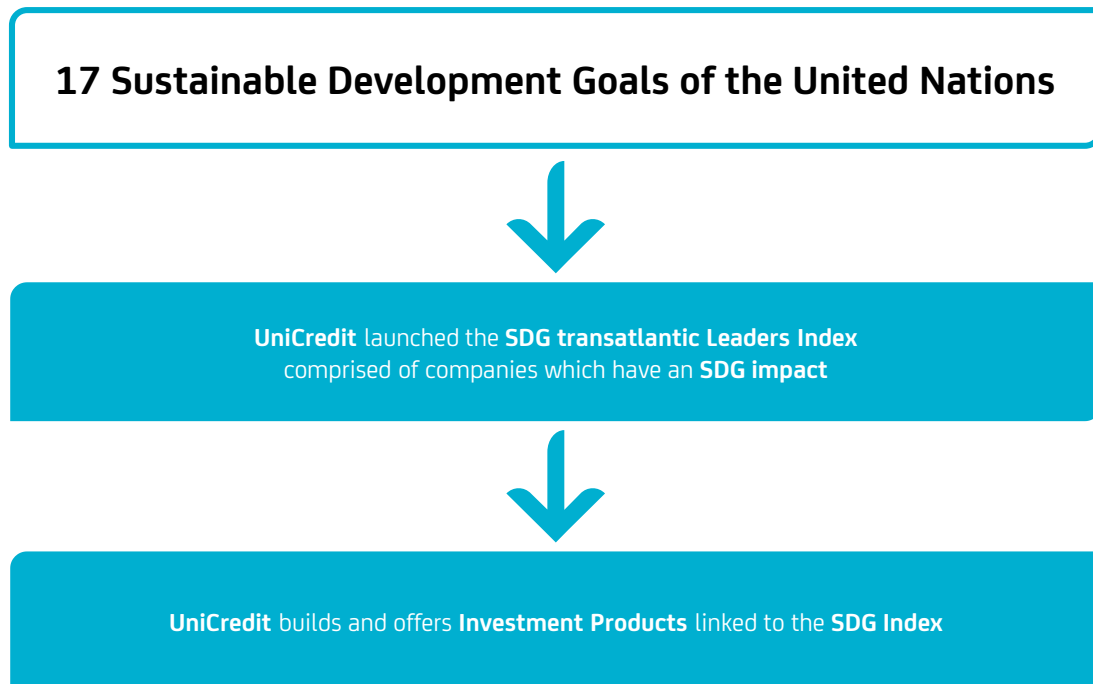 17 Sustainable Development Goals of the United Nations
UniCredit launched the SDG transatlantic Leaders Index
comprised of companies which have an SDG impact
UniCredit builds and offers Investment Products linked to the SDG Index